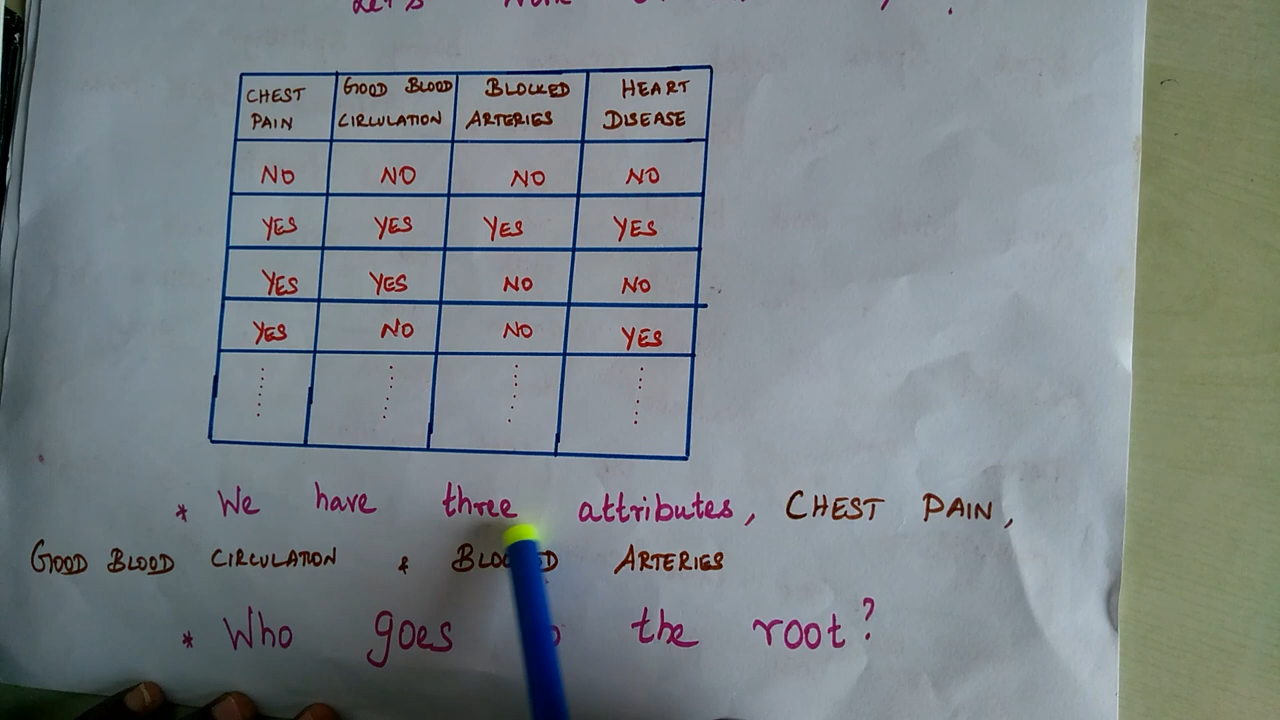 LET'S
CHEST PAIN GOOD BLOOD CIRCULATION BLOCKED ARTERIES HEART DISEASE
NO NO NO NO
YES YES YES YES
YES YES NO NO
YES NO NO YES
* We have three attributes, CHEST PAIN,
GOOD BLOOD CIRCULATION & BLOCKED ARTERIES
* Who goes the root?